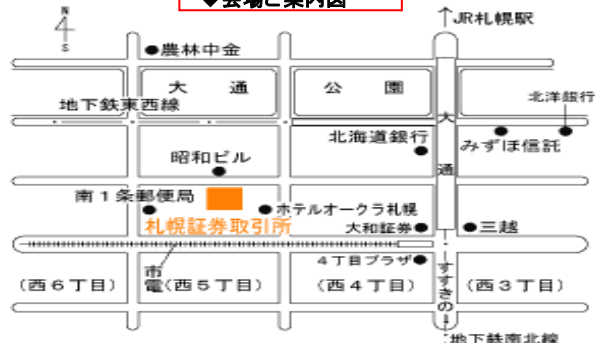 ◆会場ご案内図
N
S
JR札幌駅
●農林中金
大通
公園
北洋銀行
地下鉄東西線
大通
北海道銀行
みずほ信託
昭和ビル
南1条郵便局
ホテルオークラ札幌
札幌証券取引所
大和証券
三越
4丁目プラザ
すすきの
市電
(西6丁目)
(西5丁目)
(西4丁目)
(西3丁目)
地下鉄南北線